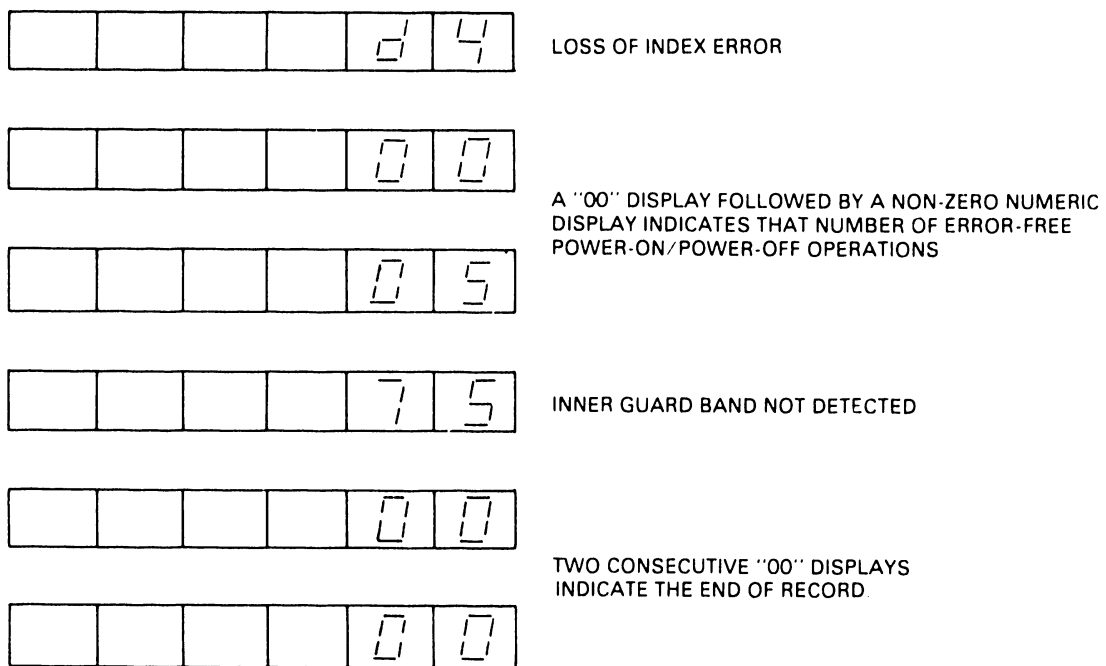 d4 LOSS OF INDEX ERROR
00
A "00" DISPLAY FOLLOWED BY A NON-ZERO NUMERIC
DISPLAY INDICATES THAT NUMBER OF ERROR-FREE
POWER-ON/POWER-OFF OPERATIONS
05
75 INNER GUARD BAND NOT DETECTED
00
TWO CONSECUTIVE "00" DISPLAYS
INDICATE THE END OF RECORD.
00